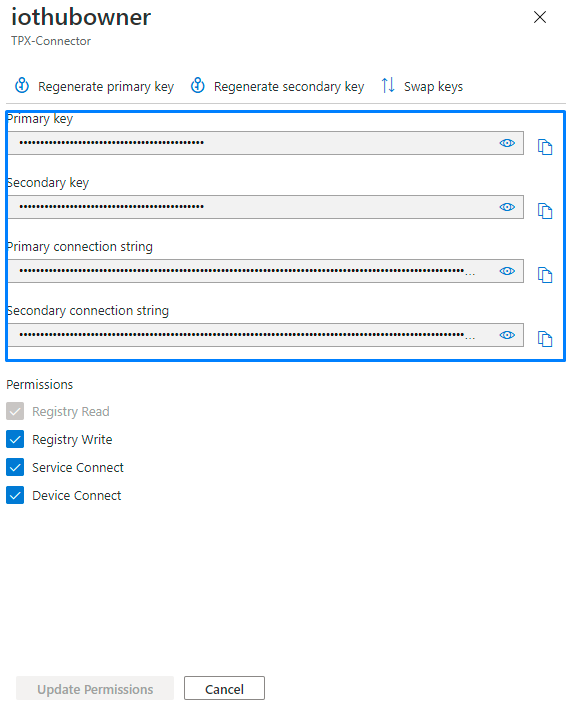 iothubowner
TPX-Connector
Regenerate primary key Regenerate secondary key Swap keys
Primary key
••••••••••••••••••••••••••••••••••••••••••••
Secondary key
••••••••••••••••••••••••••••••••••••••••••••
Primary connection string
••••••••••••••••••••••••••••••••••••••••••••••••••••••••••••••••••••••••••••••••••••••••••••••••••••••••••...
Secondary connection string
••••••••••••••••••••••••••••••••••••••••••••••••••••••••••••••••••••••••••••••••••••••••••••••••••••••••••...
Permissions
Registry Read
Registry Write
Service Connect
Device Connect
Update Permissions Cancel